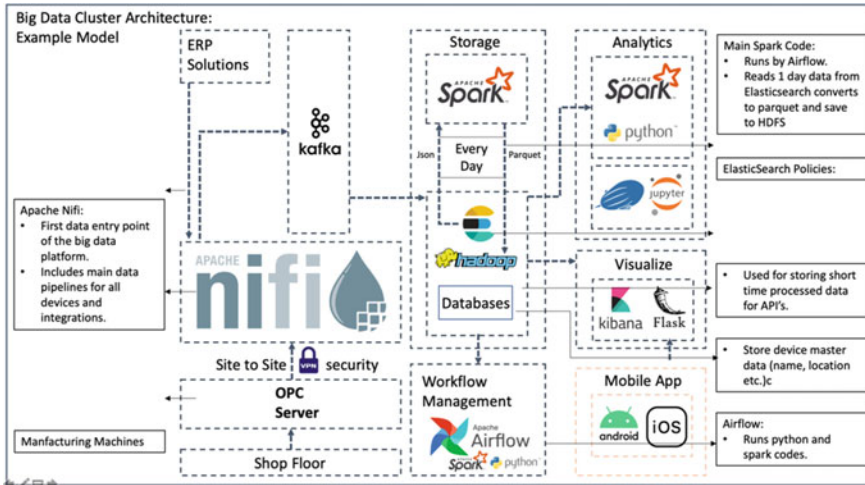 Big Data Cluster Architecture:
Example Model
ERP
Solutions
kafka
Storage
APACHE
Spark
Json
Every
Day
Parquet
hadoop
Databases
Analytics
APACHE
Spark
python
jupyter
Visualize
kibana
Flask
Main Spark Code:
• Runs by Airflow.
• Reads 1 day data from
Elasticsearch converts
to parquet and save
to HDFS
ElasticSearch Policies:
• Used for storing short
time processed data
for API's.
• Store device master
data (name, location
etc.)c
Airflow:
• Runs python and
spark codes.
Apache Nifi:
• First data entry point
of the big data
platform.
• Includes main data
pipelines for all
devices and
integrations.
APACHE
nifi
Site to Site
VPN
security
OPC
Server
Manfacturing Machines
Shop Floor
Workflow
Management
Apache
Airflow
Spark
python
Mobile App
android
iOS